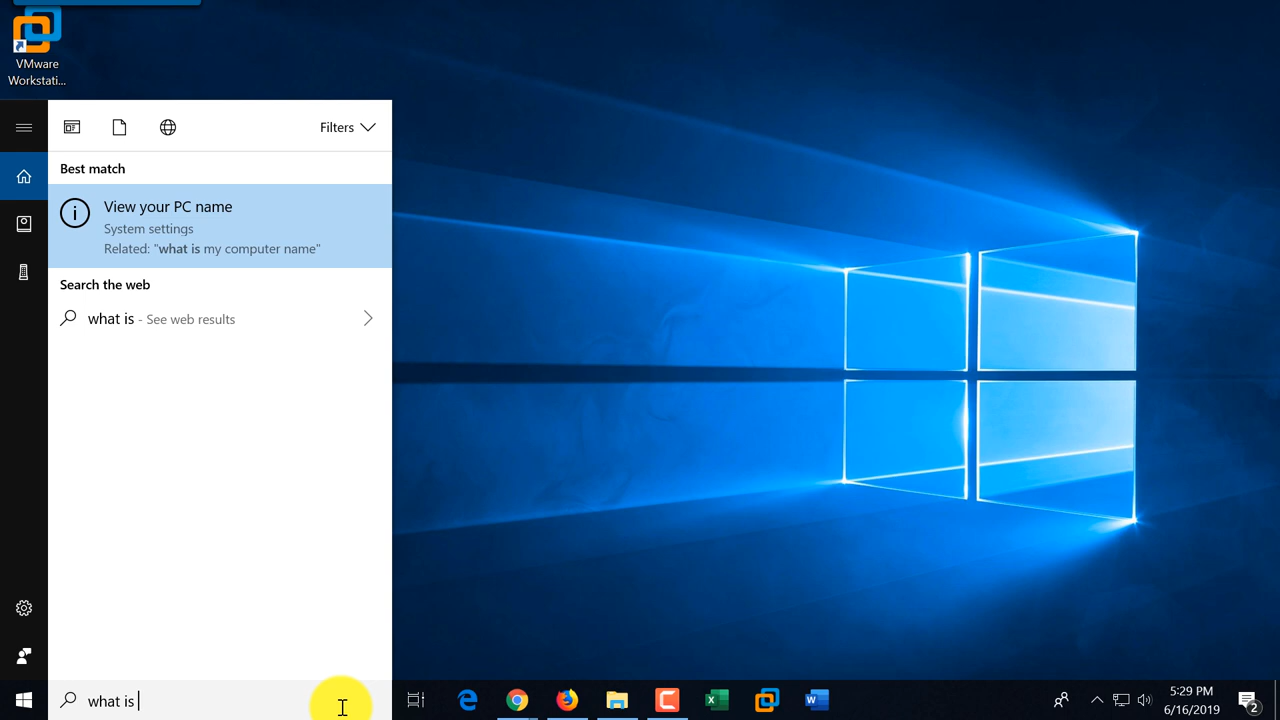 VMware
Workstati...
Filters
Best match
View your PC name
System settings
Related: "what is my computer name"
Search the web
what is - See web results
what is
5:29 PM
6/16/2019
2